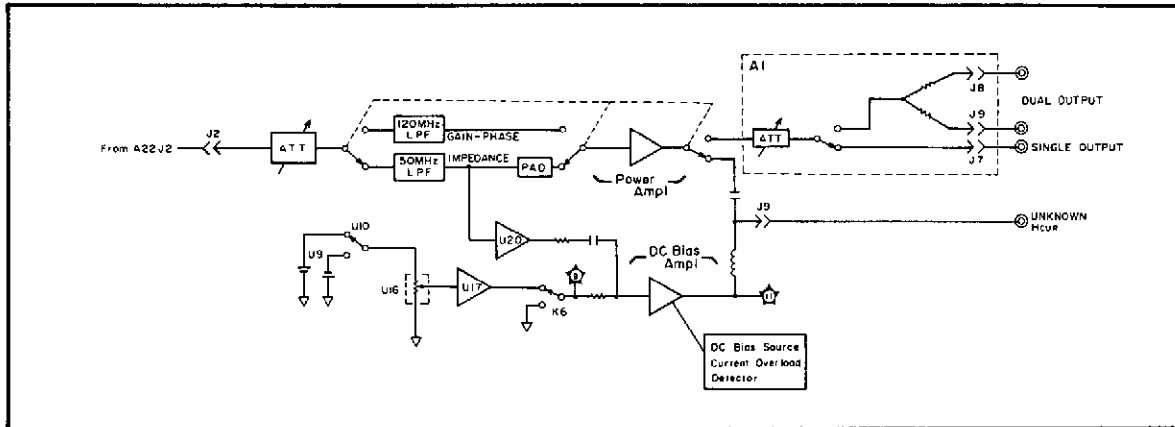 A1
J8
DUAL OUTPUT
J2
120MHz
LPF
GAIN-PHASE
J9
From A22J2
ATT
ATT
SINGLE OUTPUT
J7
50MHz
LPF
IMPEDANCE
PAD
Power
Ampl
J9
UNKNOWN
HCUR
U10
U20
DC Bias
Ampl
U9
U16
U17
K6
11
DC Bias Source
Current Overload
Detector